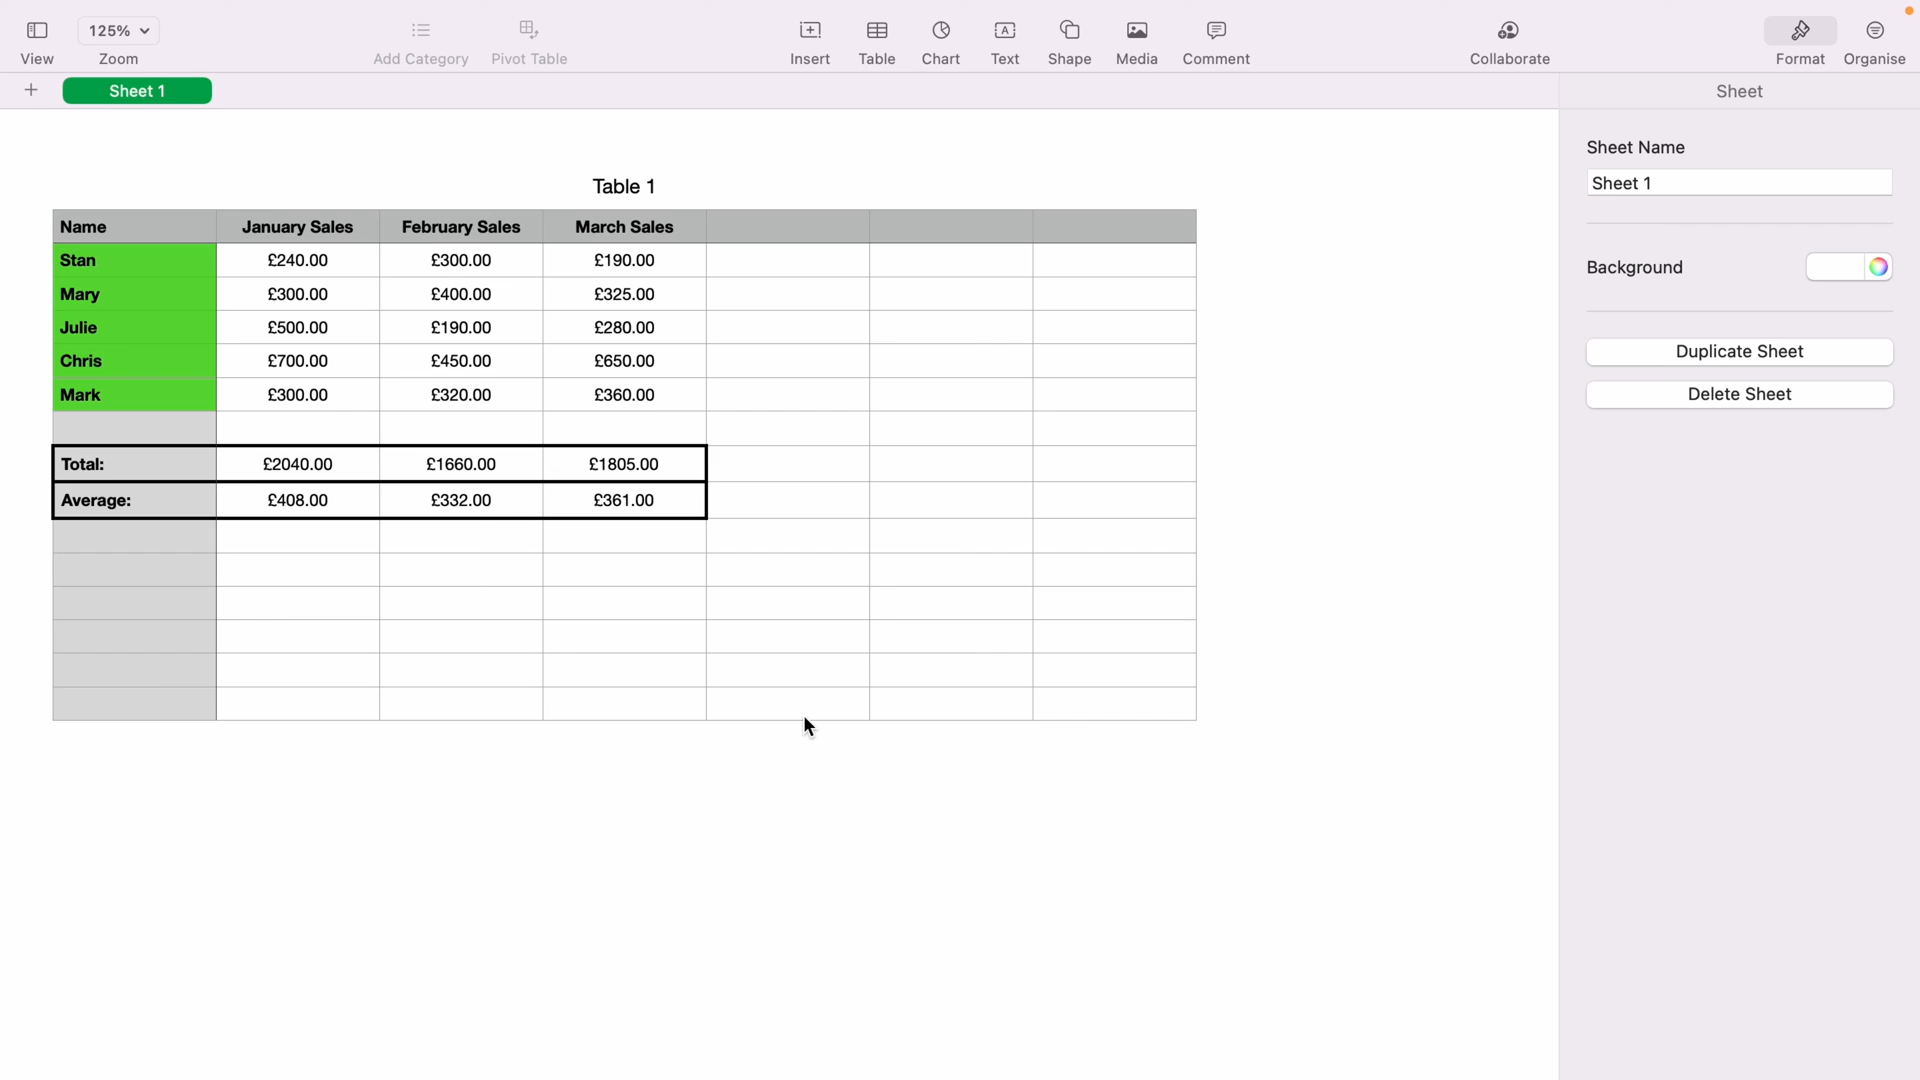 125%
View
Zoom
Add Category
Pivot Table
Insert
Table
Chart
Text
Shape
Media
Comment
Collaborate
Format
Organise
Sheet 1
Sheet
Sheet Name
Sheet 1
Background
Duplicate Sheet
Delete Sheet
Table 1
Name January Sales February Sales March Sales
Stan £240.00 £300.00 £190.00
Mary £300.00 £400.00 £325.00
Julie £500.00 £190.00 £280.00
Chris £700.00 £450.00 £650.00
Mark £300.00 £320.00 £360.00
Total: £2040.00 £1660.00 £1805.00
Average: £408.00 £332.00 £361.00